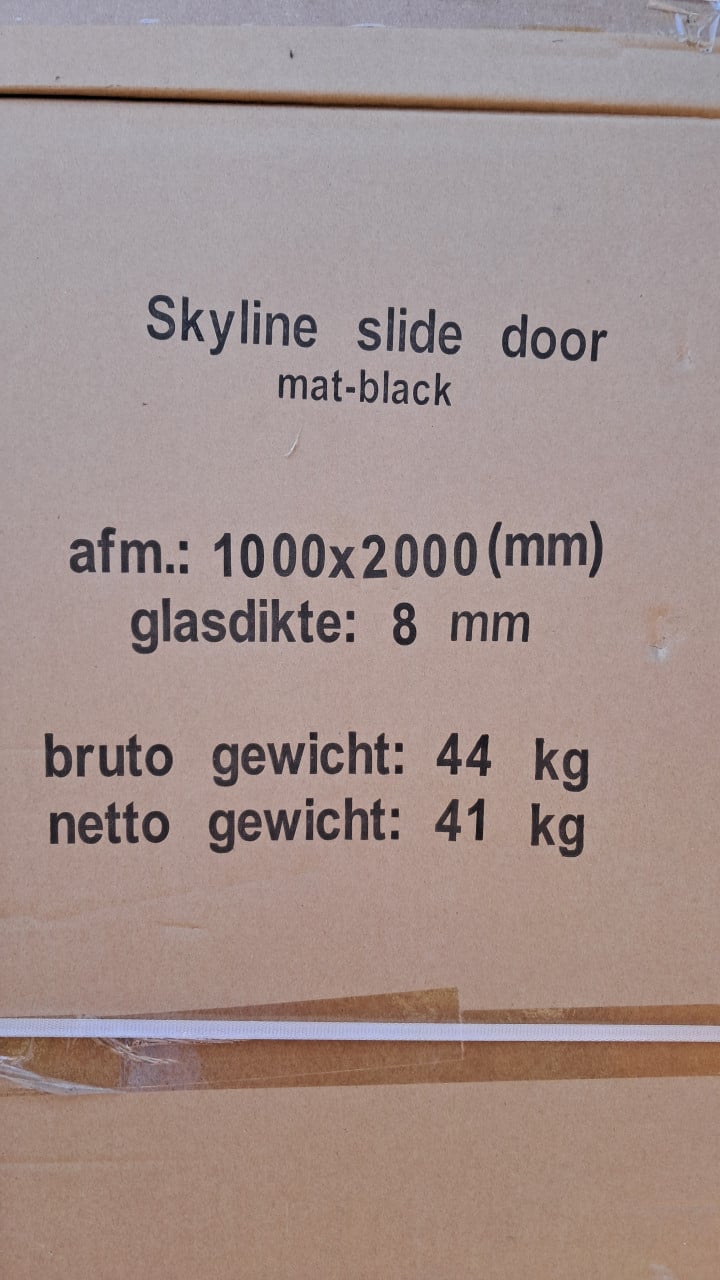 Skyline slide door
mat-black
afm.: 1000x2000(mm)
glasdikte: 8 mm
bruto gewicht: 44 kg
netto gewicht: 41 kg